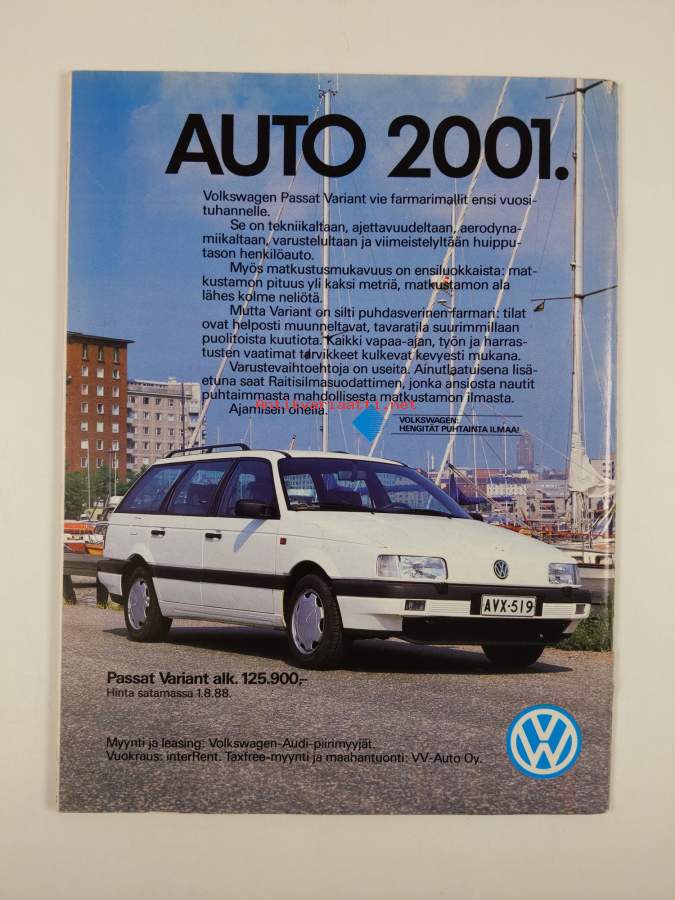 AUTO 2001.
Volkswagen Passat Variant vie farmarimallit ensi vuosi-
tuhannelle.
Se on tekniikaltaan, ajettavuudeltaan, aerodyna-
miikaltaan, varustelultaan ja viimeistelyltään huippu-
tason henkilöauto.
Myös matkustusmukavuus on ensiluokkaista: mat-
kustamon pituus yli kaksi metriä, matkustamon ala
lähes kolme neliötä.
Mutta Variant on silti puhdasverinen farmari: tilat
ovat helposti muunneltavat, tavaratila suurimmillaan
puolitoista kuutiota. Kaikki vapaa-ajan, työn ja harras-
tusten vaatimat tarvikkeet kulkevat kevyesti mukana.
Varustevaihtoehtoja on useita. Ainutlaatuisena lisä-
etuna saat Raitisilmasuodattimen, jonka ansiosta nautit
puhtaimmasta mahdollisesta matkustamon ilmasta.
Ajamisen ohella.
antikvariaatti.net
VOLKSWAGEN:
HENGITÄT PUHTAINTA ILMAA!
VW
AVX-519
Passat Variant alk. 125.900,-
Hinta satamassa 1.8.88.
Myynti ja leasing: Volkswagen-Audi-piirimyyjät.
Vuokraus: interRent. Taxfree-myynti ja maahantuonti: VV-Auto Oy.
VW